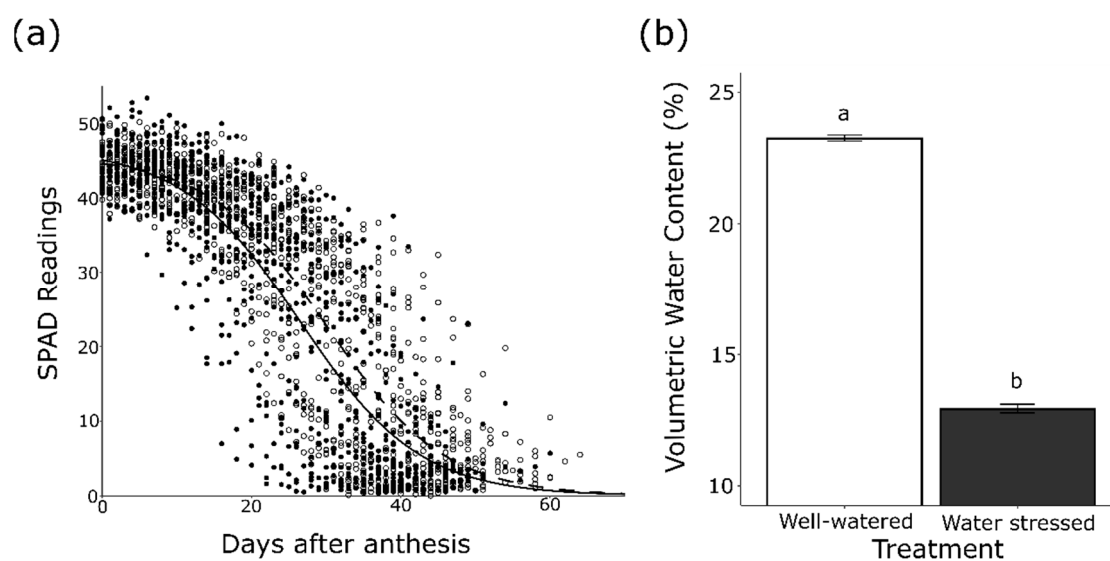 (a)
SPAD Readings
50
40
30
20
10
0
0
20
40
60
Days after anthesis
(b)
Volumetric Water Content (%)
25
20
15
10
a
b
Well-watered
Water stressed
Treatment